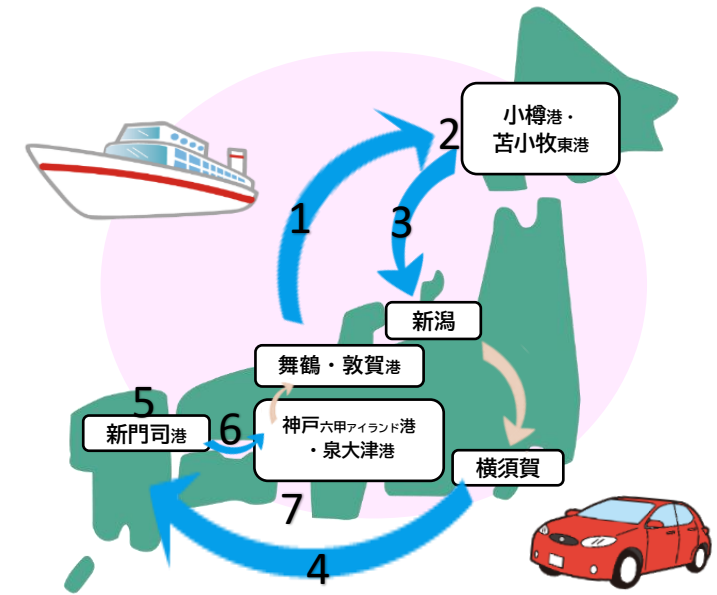 小樽港・
苫小牧東港
2
1
3
新潟
舞鶴・敦賀港
5
新門司港
6
神戸六甲アイランド港
・泉大津港
横須賀
7
4